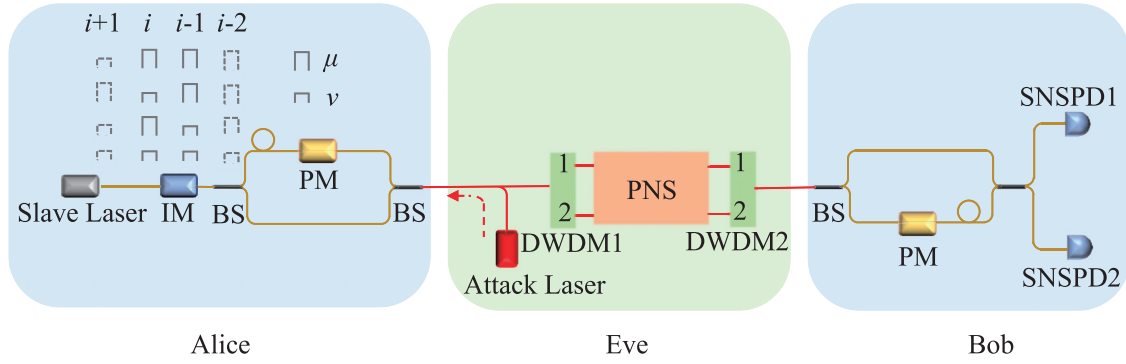 i+1 i i-1 i-2
μ
ν
SNSPD1
1 1
PM
PNS
Slave Laser IM BS BS
2 2
BS
DWDM1 DWDM2
PM
Attack Laser
SNSPD2
Alice Eve Bob